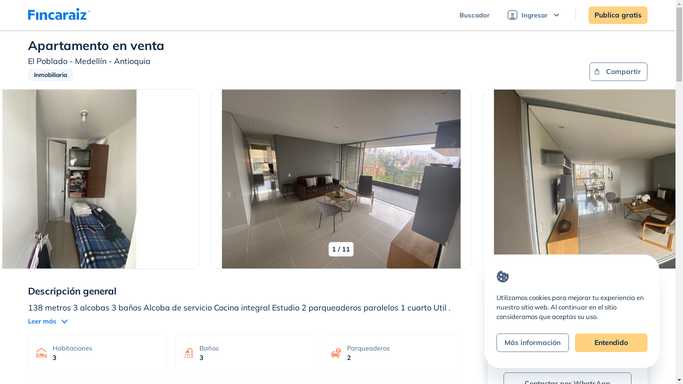 Fincaraiz
Buscador
Ingresar
Publica gratis
Apartamento en venta
El Poblado - Medellín - Antioquia
Inmobiliaria
Compartir
1 / 11
Descripción general
138 metros 3 alcobas 3 baños Alcoba de servicio Cocina integral Estudio 2 parqueaderos paralelos 1 cuarto Util .
Leer más
Habitaciones
3
Baños
3
Parqueaderos
2
Utilizamos cookies para mejorar tu experiencia en
nuestro sitio web. Al continuar en el sitio
consideramos que aceptas su uso.
Más información
Entendido
Contactar por WhatsApp